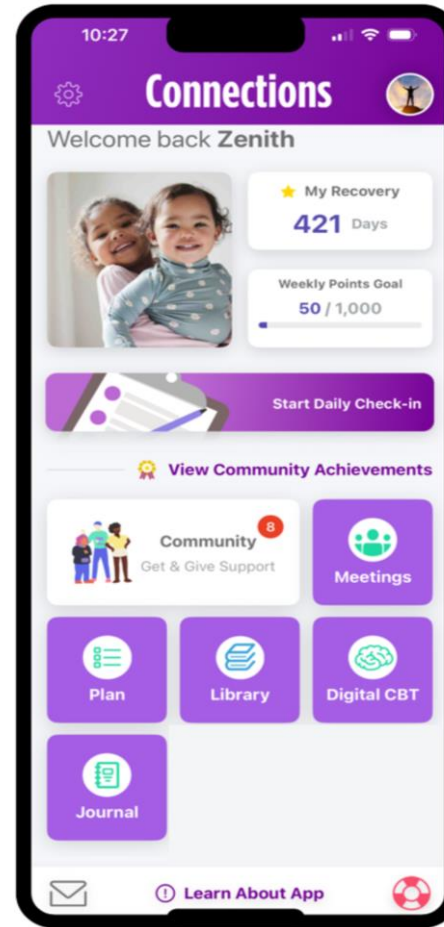 10:27
Connections
Welcome back Zenith
My Recovery
421 Days
Weekly Points Goal
50 / 1,000
Start Daily Check-in
View Community Achievements
Community
8
Get & Give Support
Meetings
Plan
Library
Digital CBT
Journal
Learn About App